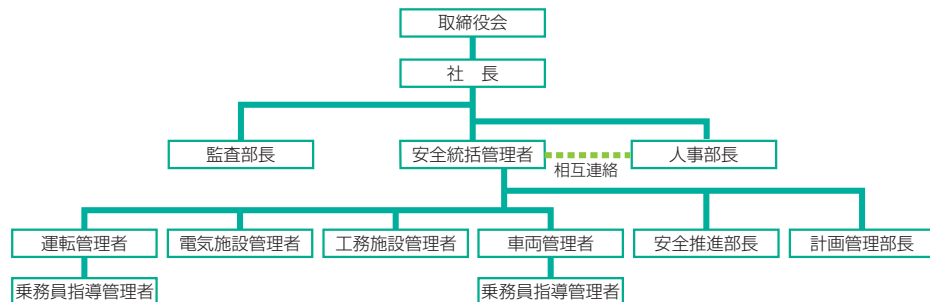 取締役会
社 長
監査部長
安全統括管理者
相互連絡
人事部長
運転管理者
電気施設管理者
工務施設管理者
車両管理者
安全推進部長
計画管理部長
乗務員指導管理者
乗務員指導管理者